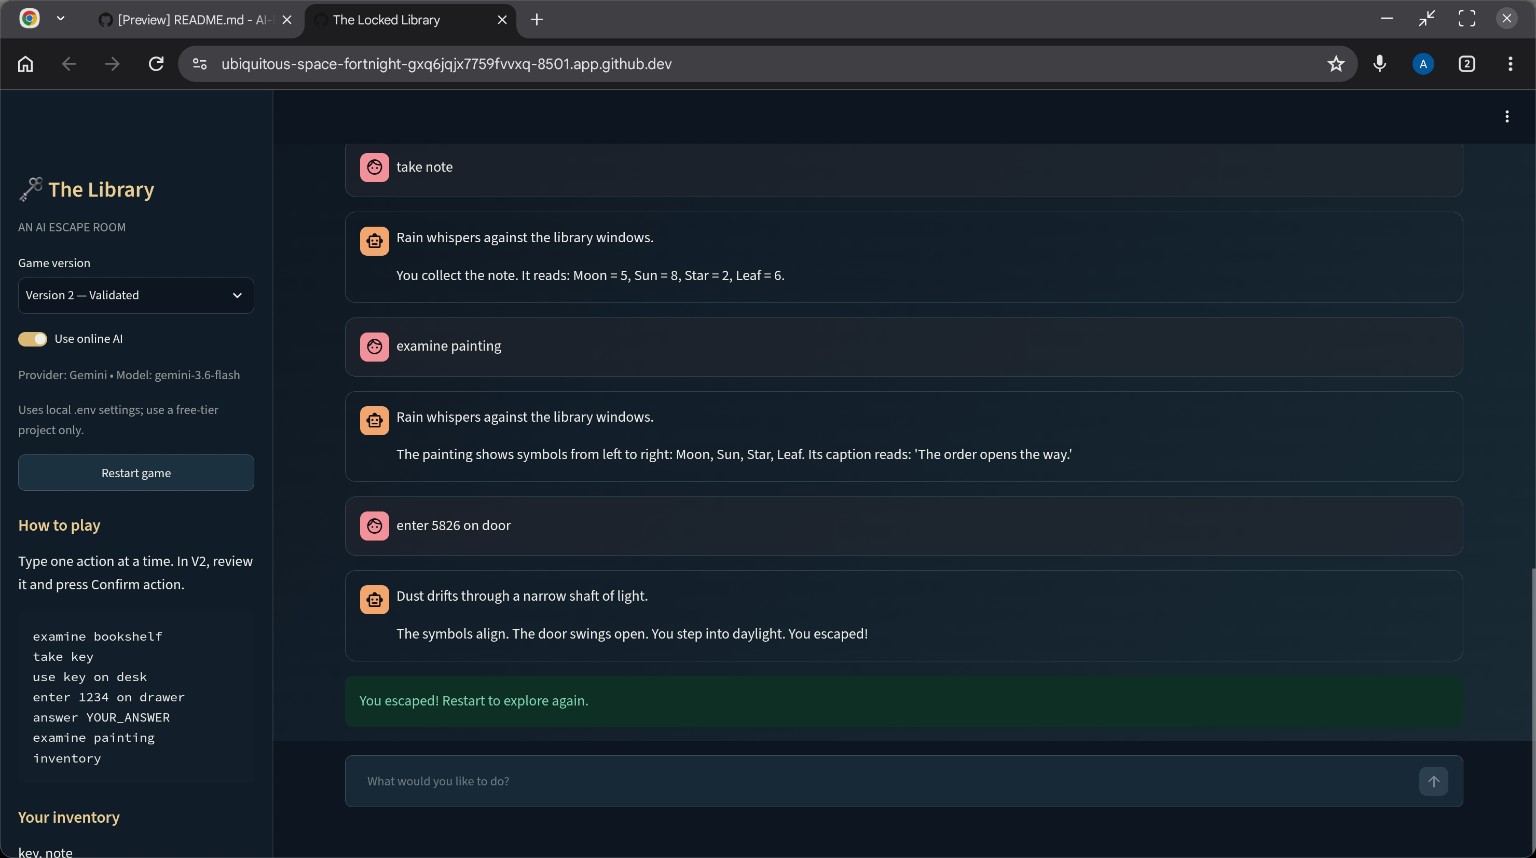 [Preview] README.md - AI-
The Locked Library
ubiquitous-space-fortnight-gxq6jqjx7759fvvxq-8501.app.github.dev
A
2
The Library
AN AI ESCAPE ROOM
Game version
Version 2 — Validated
Use online AI
Provider: Gemini • Model: gemini-3.6-flash
Uses local .env settings; use a free-tier
project only.
Restart game
How to play
Type one action at a time. In V2, review
it and press Confirm action.
examine bookshelf
take key
use key on desk
enter 1234 on drawer
answer YOUR_ANSWER
examine painting
inventory
Your inventory
key, note
take note
Rain whispers against the library windows.
You collect the note. It reads: Moon = 5, Sun = 8, Star = 2, Leaf = 6.
examine painting
Rain whispers against the library windows.
The painting shows symbols from left to right: Moon, Sun, Star, Leaf. Its caption reads: 'The order opens the way.'
enter 5826 on door
Dust drifts through a narrow shaft of light.
The symbols align. The door swings open. You step into daylight. You escaped!
You escaped! Restart to explore again.
What would you like to do?